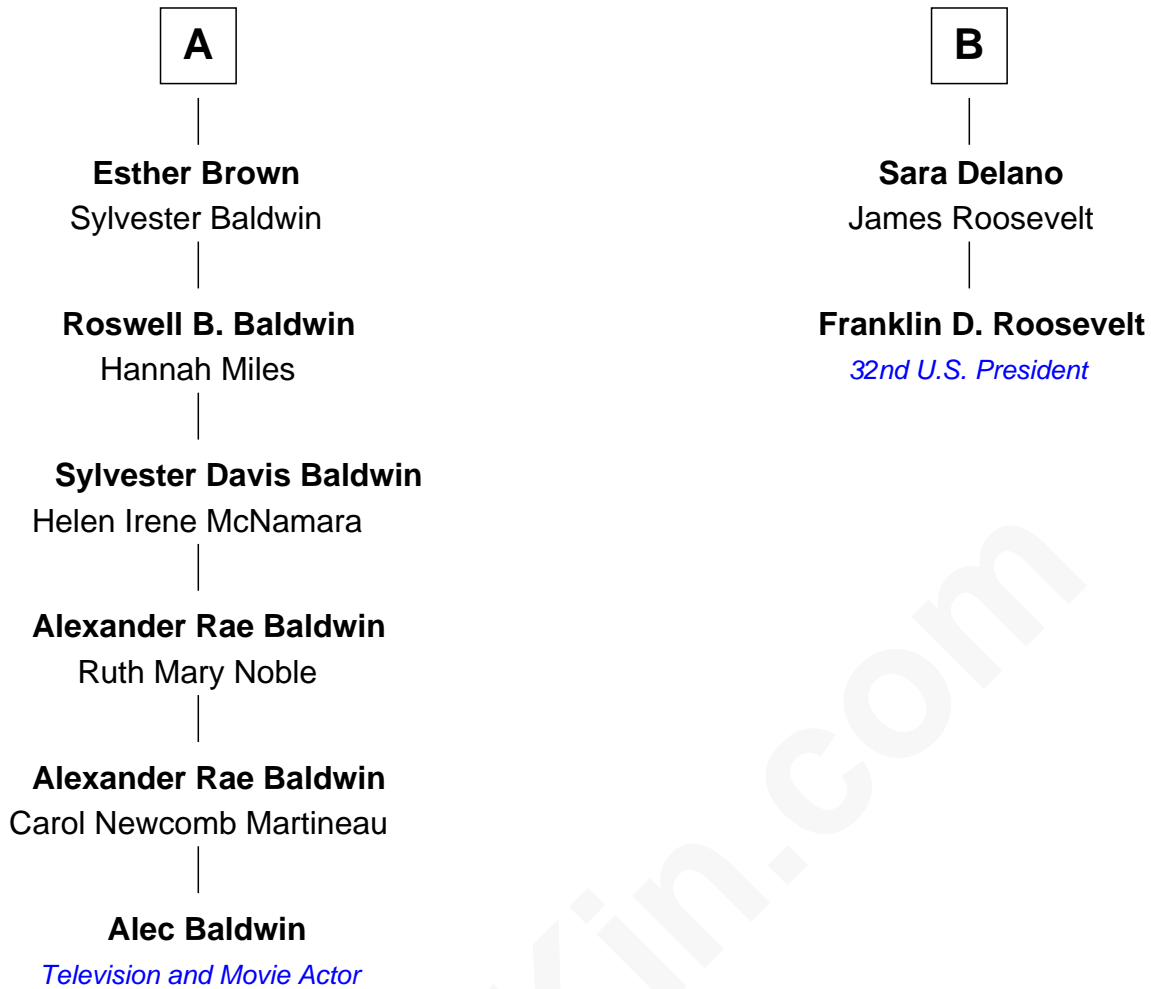 A
Esther Brown
Sylvester Baldwin
Roswell B. Baldwin
Hannah Miles
Sylvester Davis Baldwin
Helen Irene McNamara
Alexander Rae Baldwin
Ruth Mary Noble
Alexander Rae Baldwin
Carol Newcomb Martineau
Alec Baldwin
Television and Movie Actor
B
Sara Delano
James Roosevelt
Franklin D. Roosevelt
32nd U.S. President